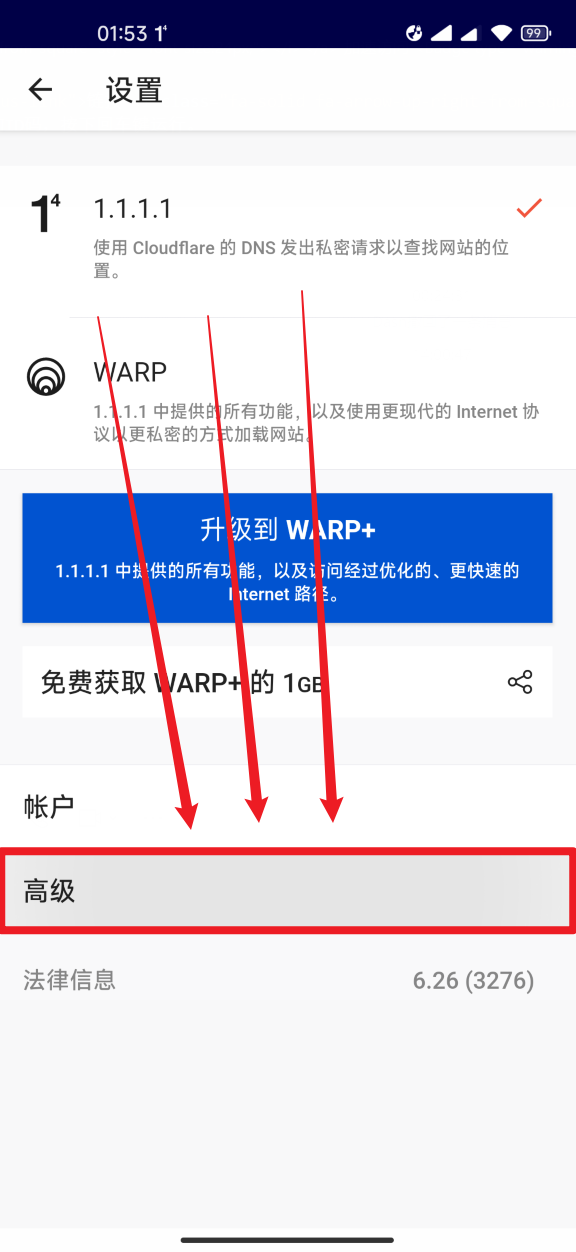 01:53 1⁴ 99
设置
1⁴ 1.1.1.1
使用 Cloudflare 的 DNS 发出私密请求以查找网站的位
置。
WARP
1.1.1.1 中提供的所有功能，以及使用更现代的 Internet 协
议以更私密的方式加载网站。
升级到 WARP+
1.1.1.1 中提供的所有功能，以及访问经过优化的、更快速的
Internet 路径。
免费获取 WARP+ 的 1GB
帐户
高级
法律信息 6.26 (3276)